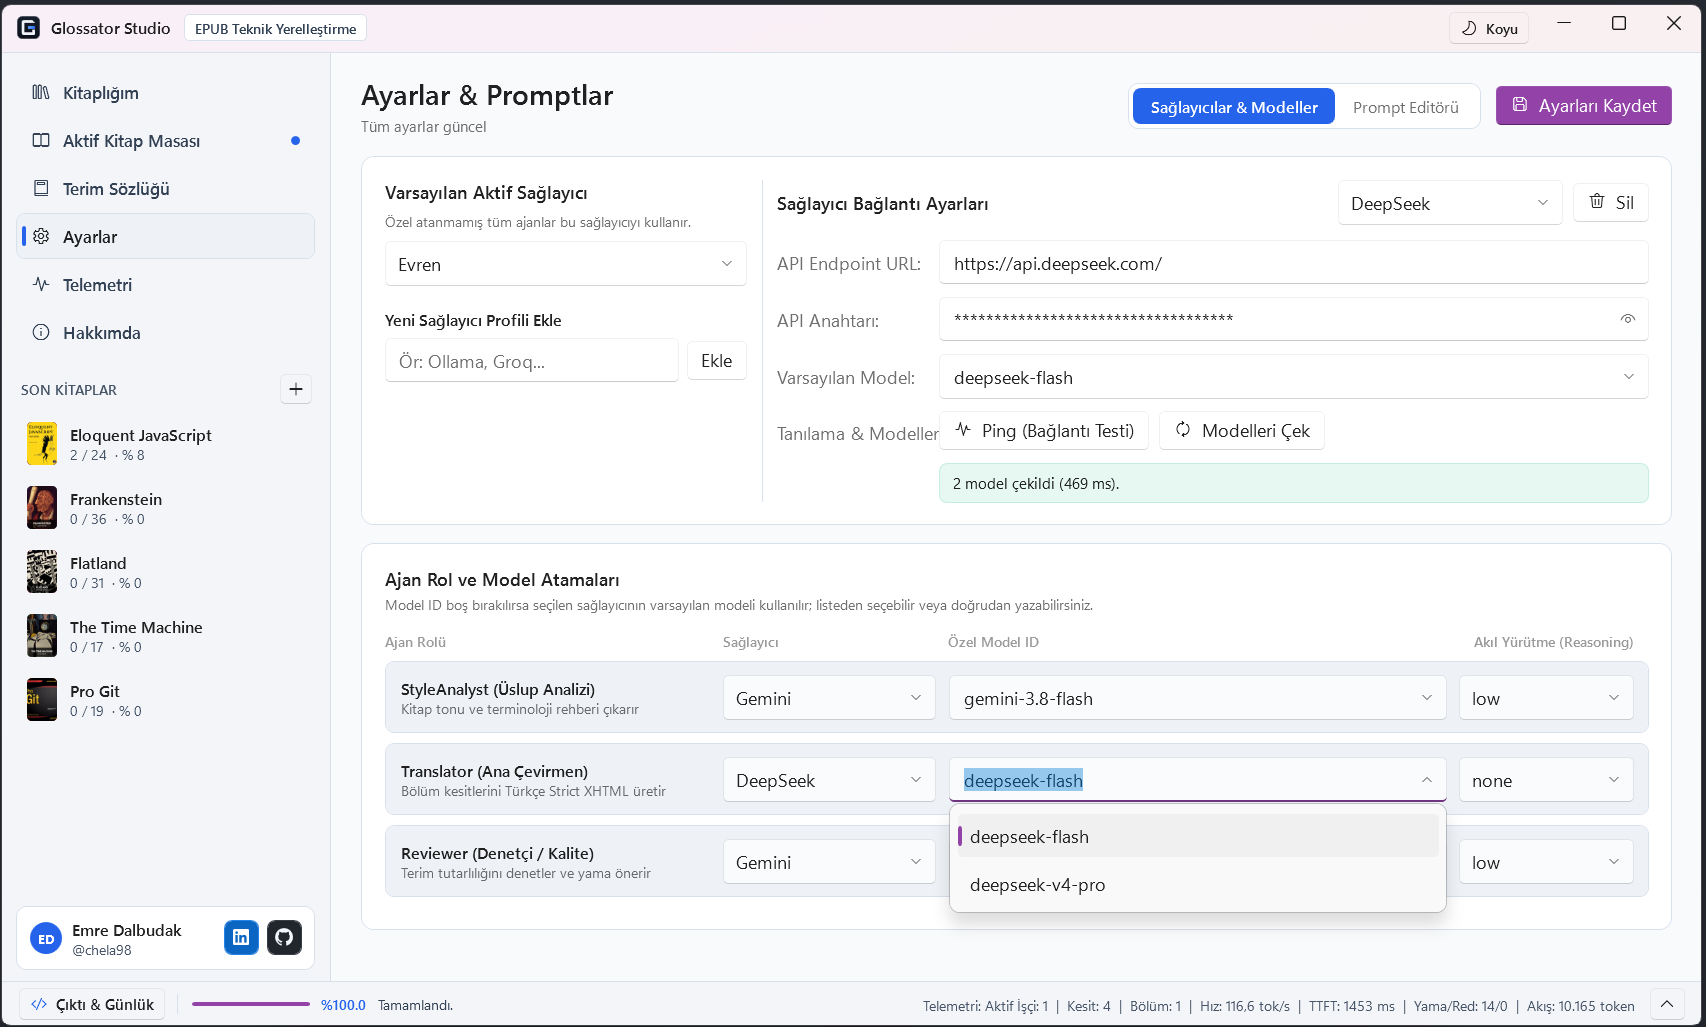 Glossator Studio
EPUB Teknik Yerelleştirme
Koyu
Kitaplığım
Aktif Kitap Masası
Terim Sözlüğü
Ayarlar
Telemetri
Hakkımda
SON KİTAPLAR
Eloquent JavaScript
2 / 24 · % 8
Frankenstein
0 / 36 · % 0
Flatland
0 / 31 · % 0
The Time Machine
0 / 17 · % 0
Pro Git
0 / 19 · % 0
ED
Emre Dalbudak
@chela98
Ayarlar & Promptlar
Tüm ayarlar güncel
Sağlayıcılar & Modeller
Prompt Editörü
Ayarları Kaydet
Varsayılan Aktif Sağlayıcı
Özel atanmamış tüm ajanlar bu sağlayıcıyı kullanır.
Evren
Yeni Sağlayıcı Profili Ekle
Ör: Ollama, Groq...
Ekle
Sağlayıcı Bağlantı Ayarları
DeepSeek
Sil
API Endpoint URL:
https://api.deepseek.com/
API Anahtarı:
***********************************
Varsayılan Model:
deepseek-flash
Tanılama & Modeller
Ping (Bağlantı Testi)
Modelleri Çek
2 model çekildi (469 ms).
Ajan Rol ve Model Atamaları
Model ID boş bırakılırsa seçilen sağlayıcının varsayılan modeli kullanılır; listeden seçebilir veya doğrudan yazabilirsiniz.
Ajan Rolü
Sağlayıcı
Özel Model ID
Akıl Yürütme (Reasoning)
StyleAnalyst (Üslup Analizi)
Kitap tonu ve terminoloji rehberi çıkarır
Gemini
gemini-3.8-flash
low
Translator (Ana Çevirmen)
Bölüm kesitlerini Türkçe Strict XHTML üretir
DeepSeek
deepseek-flash
none
Reviewer (Denetçi / Kalite)
Terim tutarlılığını denetler ve yama önerir
Gemini
low
deepseek-flash
deepseek-v4-pro
Çıktı & Günlük
%100.0
Tamamlandı.
Telemetri: Aktif İşçi: 1 | Kesit: 4 | Bölüm: 1 | Hız: 116,6 tok/s | TTFT: 1453 ms | Yama/Red: 14/0 | Akış: 10.165 token